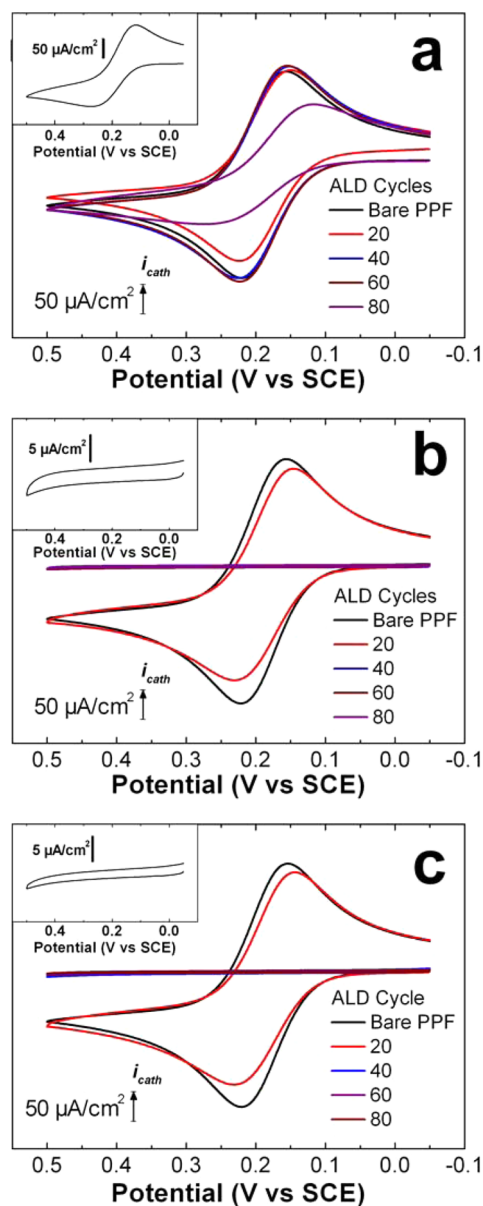 a
50 µA/cm²
0.4 0.2 0.0
Potential (V vs SCE)
ALD Cycles
Bare PPF
20
40
60
80
i_cath
50 µA/cm²
0.5 0.4 0.3 0.2 0.1 0.0 -0.1
Potential (V vs SCE)
b
5 µA/cm²
0.4 0.2 0.0
Potential (V vs SCE)
ALD Cycles
Bare PPF
20
40
60
80
i_cath
50 µA/cm²
0.5 0.4 0.3 0.2 0.1 0.0 -0.1
Potential (V vs SCE)
c
5 µA/cm²
0.4 0.2 0.0
Potential (V vs SCE)
ALD Cycle
Bare PPF
20
40
60
80
i_cath
50 µA/cm²
0.5 0.4 0.3 0.2 0.1 0.0 -0.1
Potential (V vs SCE)